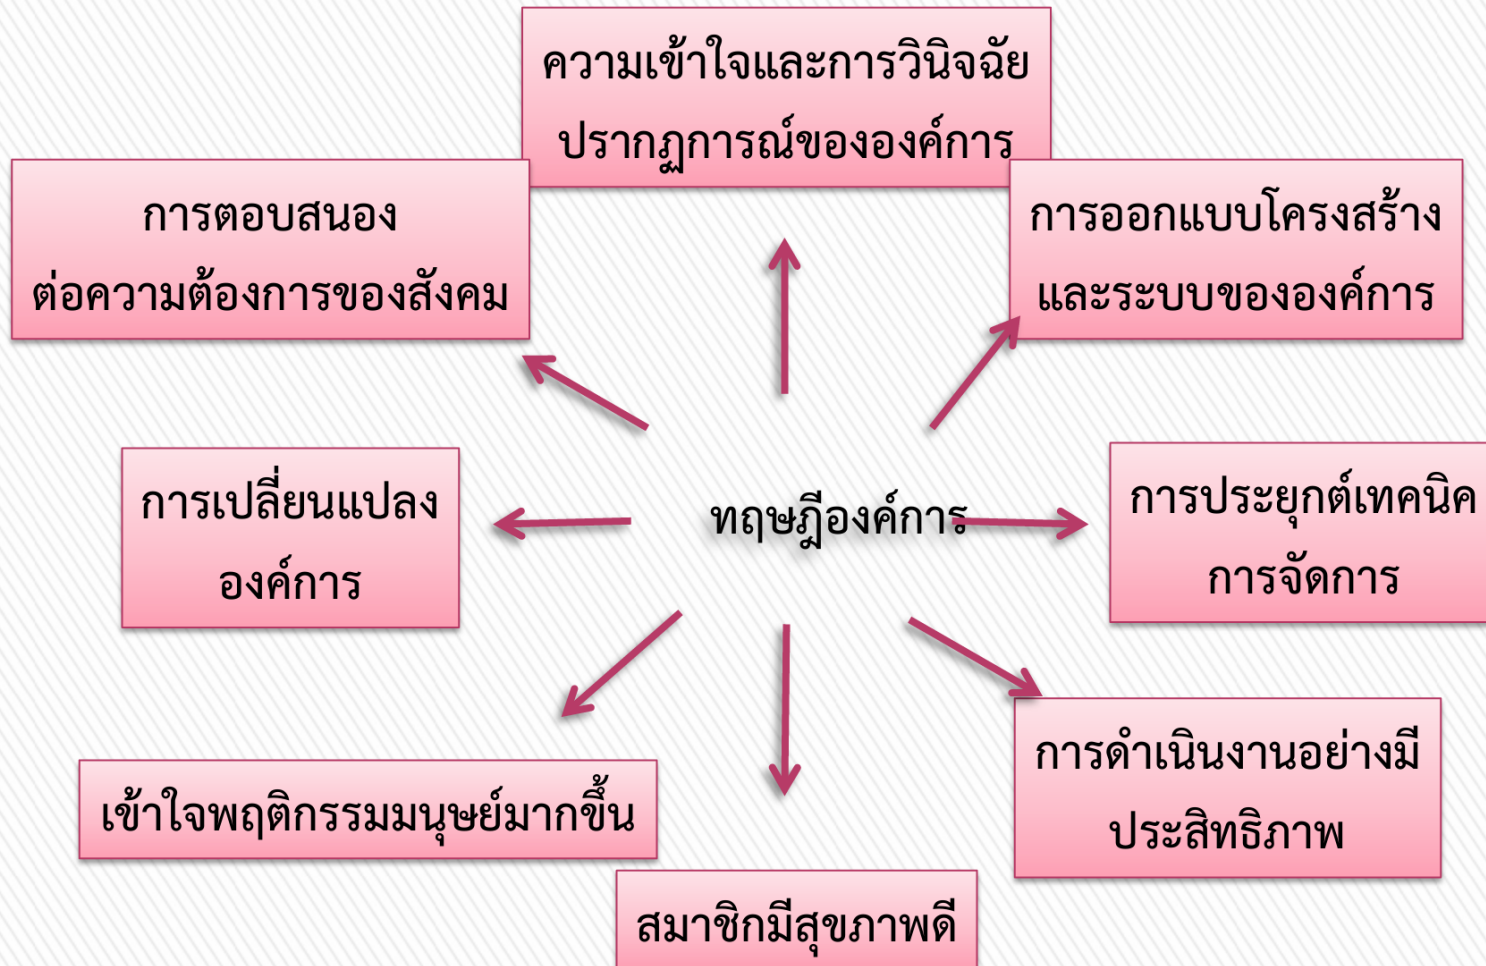 ความเข้าใจและการวินิจฉัย
ปรากฏการณ์ขององค์การ
การตอบสนอง
ต่อความต้องการของสังคม
การออกแบบโครงสร้าง
และระบบขององค์การ
การเปลี่ยนแปลง
องค์การ
ทฤษฎีองค์การ
การประยุกต์เทคนิค
การจัดการ
เข้าใจพฤติกรรมมนุษย์มากขึ้น
การดำเนินงานอย่างมี
ประสิทธิภาพ
สมาชิกมีสุขภาพดี